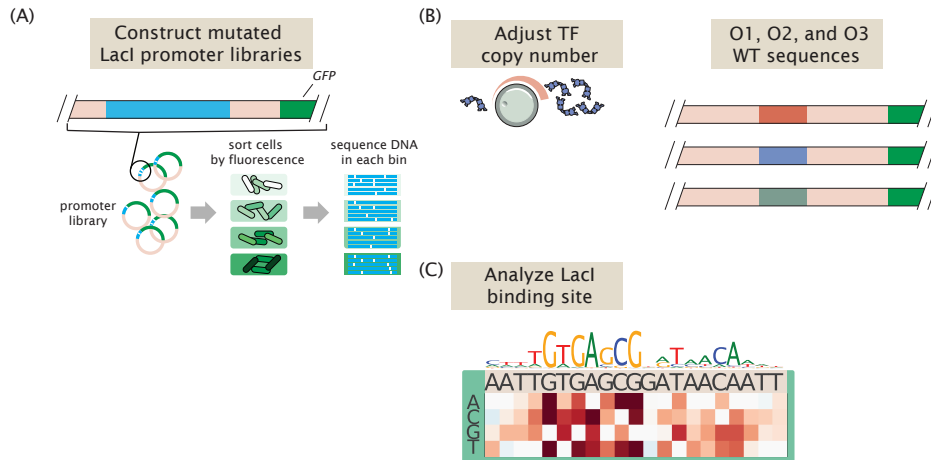 (A)
Construct mutated
LacI promoter libraries
GFP
promoter
library
sort cells
by fluorescence
sequence DNA
in each bin
(B)
Adjust TF
copy number
O1, O2, and O3
WT sequences
(C)
Analyze LacI
binding site
AATTGTGAGCGGATAACAATT
A
C
G
T